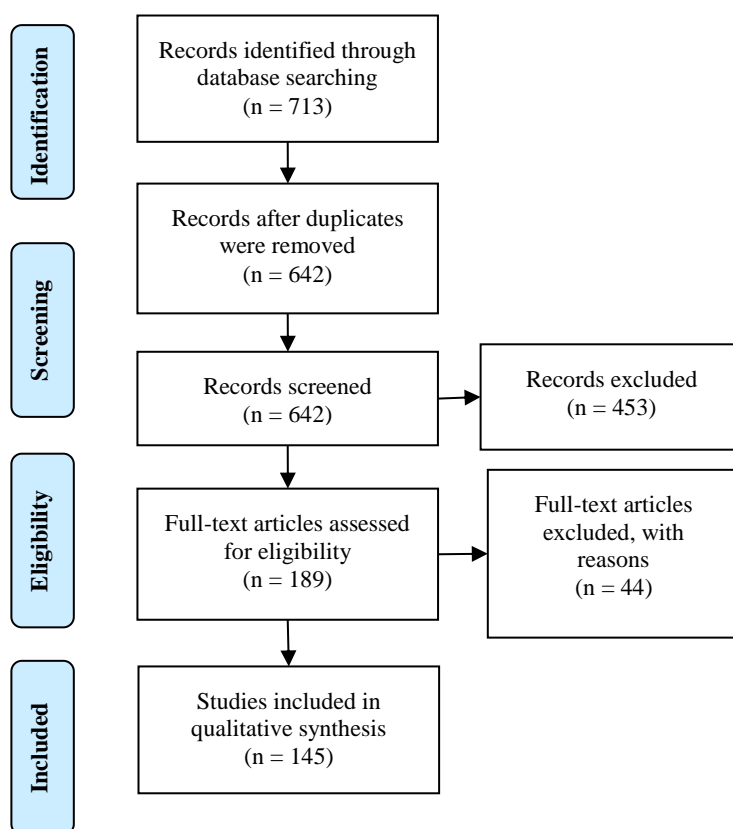 Identification
Records identified through
database searching
(n = 713)
Records after duplicates
were removed
(n = 642)
Screening
Records screened
(n = 642)
Records excluded
(n = 453)
Eligibility
Full-text articles assessed
for eligibility
(n = 189)
Full-text articles
excluded, with
reasons
(n = 44)
Included
Studies included in
qualitative synthesis
(n = 145)